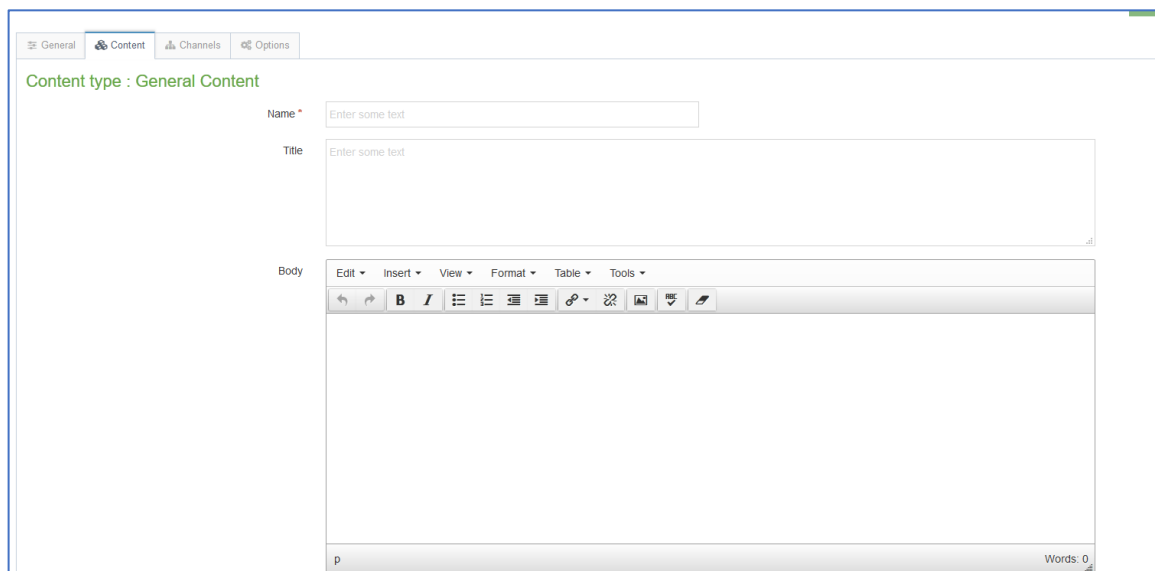 General Content Channels Options
Content type : General Content
Name *
Enter some text
Title
Enter some text
Body
Edit Insert View Format Table Tools
B I ABC
p Words: 0